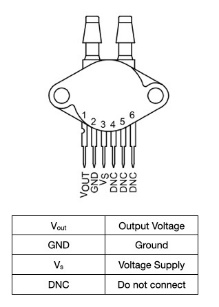 1 2 3 4 5 6
VOUT GND VS DNC DNC DNC
Vout Output Voltage
GND Ground
Vs Voltage Supply
DNC Do not connect